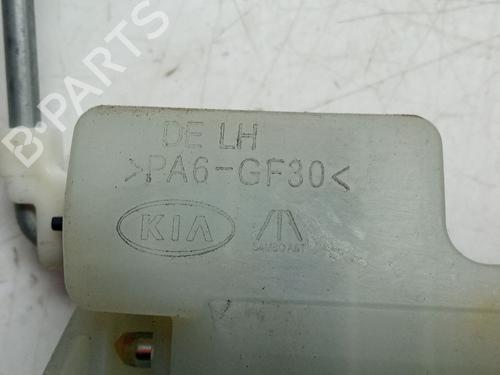 B-PARTS
DE LH
>PA6-GF30<
KIA